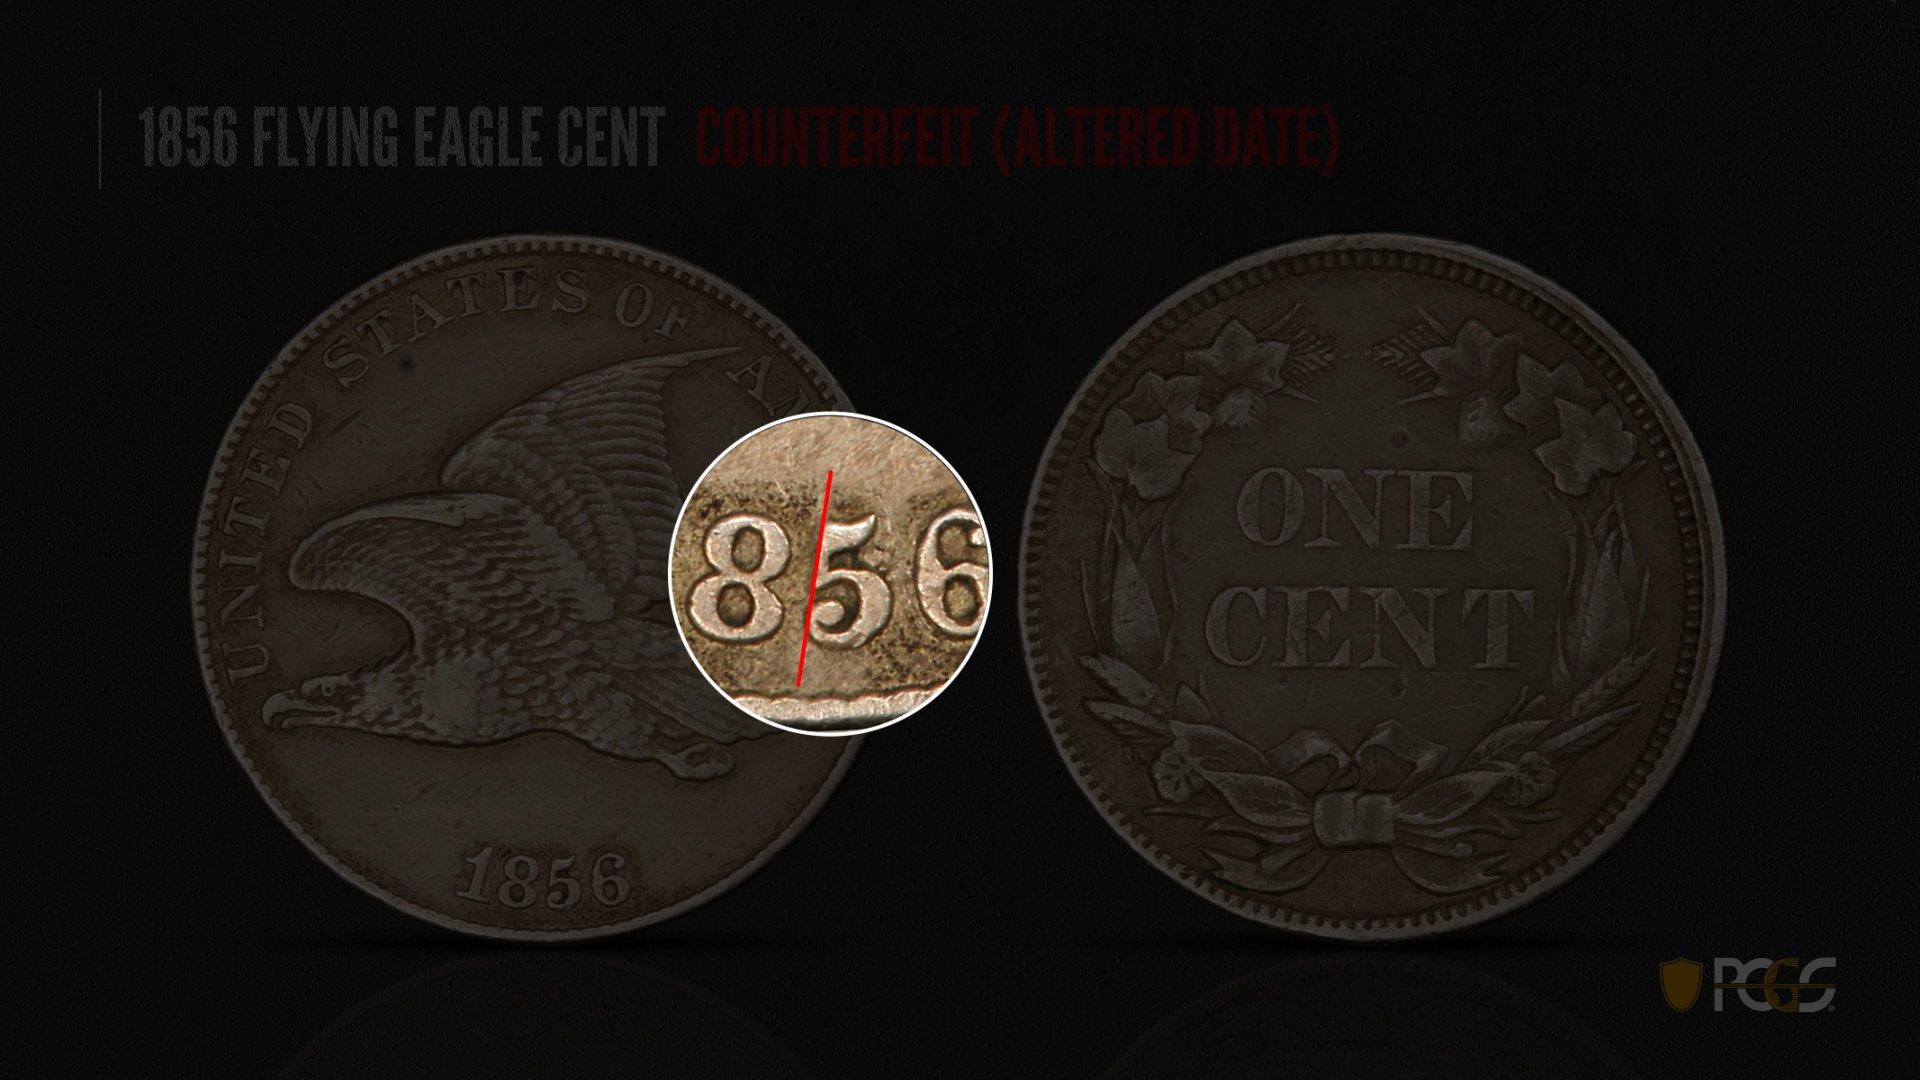 1856 FLYING EAGLE CENT COUNTERFEIT (ALTERED DATE)
UNITED STATES OF AM
856
1856
ONE
CENT
PCGS